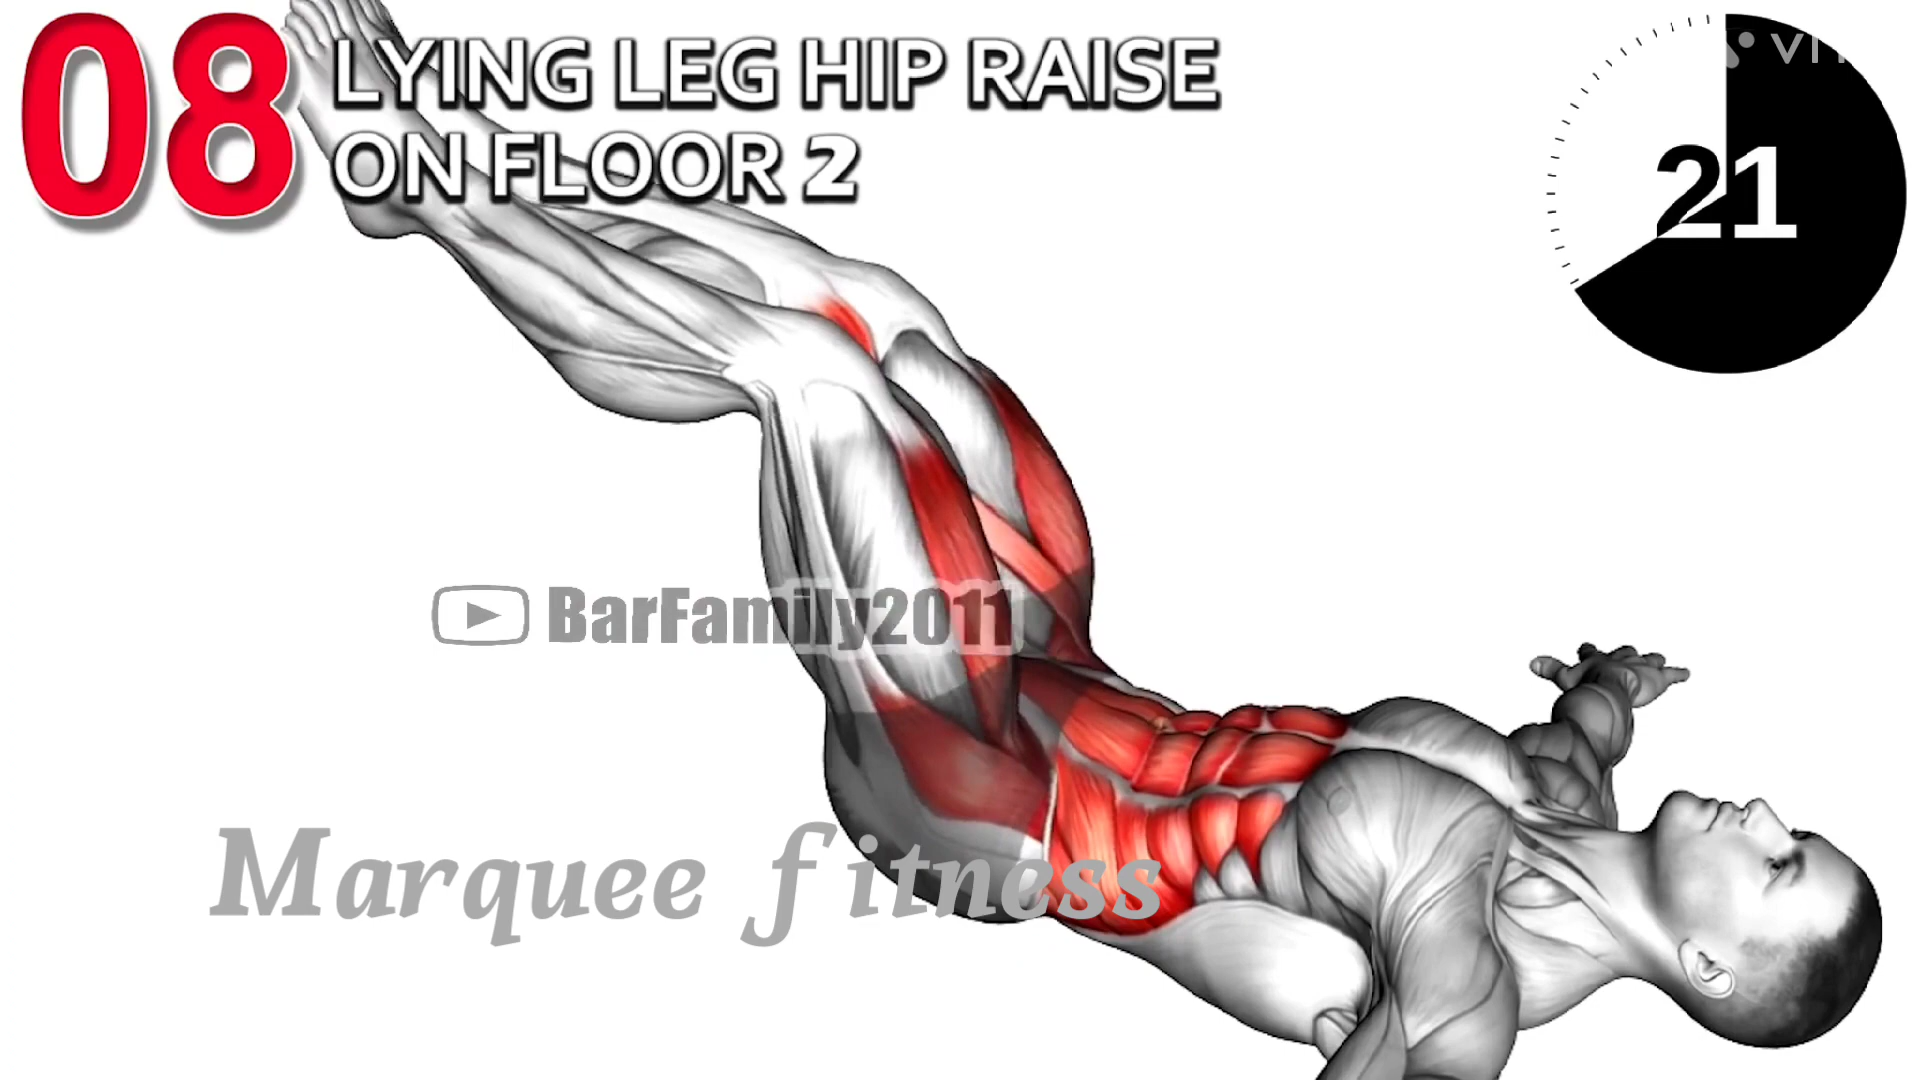 08
LYING LEG HIP RAISE
ON FLOOR 2
21
BarFamily2011
Marquee fitness